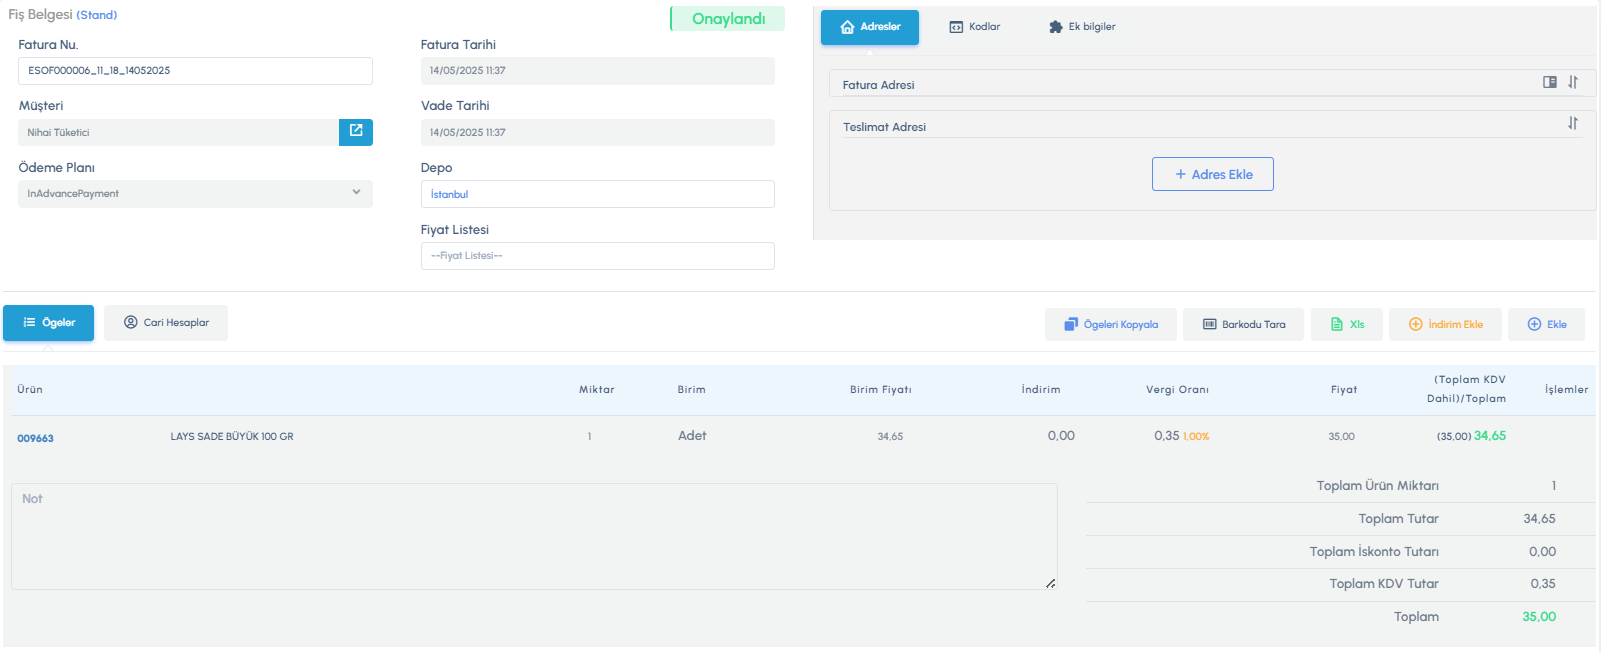 Fiş Belgesi (Stand)
Onaylandı
Fatura Nu.
ESOF000006_11_18_14052025
Müşteri
Nihai Tüketici
Ödeme Planı
InAdvancePayment
Fatura Tarihi
14/05/2025 11:37
Vade Tarihi
14/05/2025 11:37
Depo
İstanbul
Fiyat Listesi
--Fiyat Listesi--
Adresler Kodlar Ek bilgiler
Fatura Adresi
Teslimat Adresi
+ Adres Ekle
Ögeler Cari Hesaplar
Ögeleri Kopyala Barkodu Tara Xls İndirim Ekle Ekle
Ürün Miktar Birim Birim Fiyatı İndirim Vergi Oranı Fiyat (Toplam KDV Dahil)/Toplam İşlemler
009663 LAYS SADE BÜYÜK 100 GR 1 Adet 34,65 0,00 0,35 1,00% 35,00 (35,00) 34,65
Not
Toplam Ürün Miktarı 1
Toplam Tutar 34,65
Toplam İskonto Tutarı 0,00
Toplam KDV Tutar 0,35
Toplam 35,00